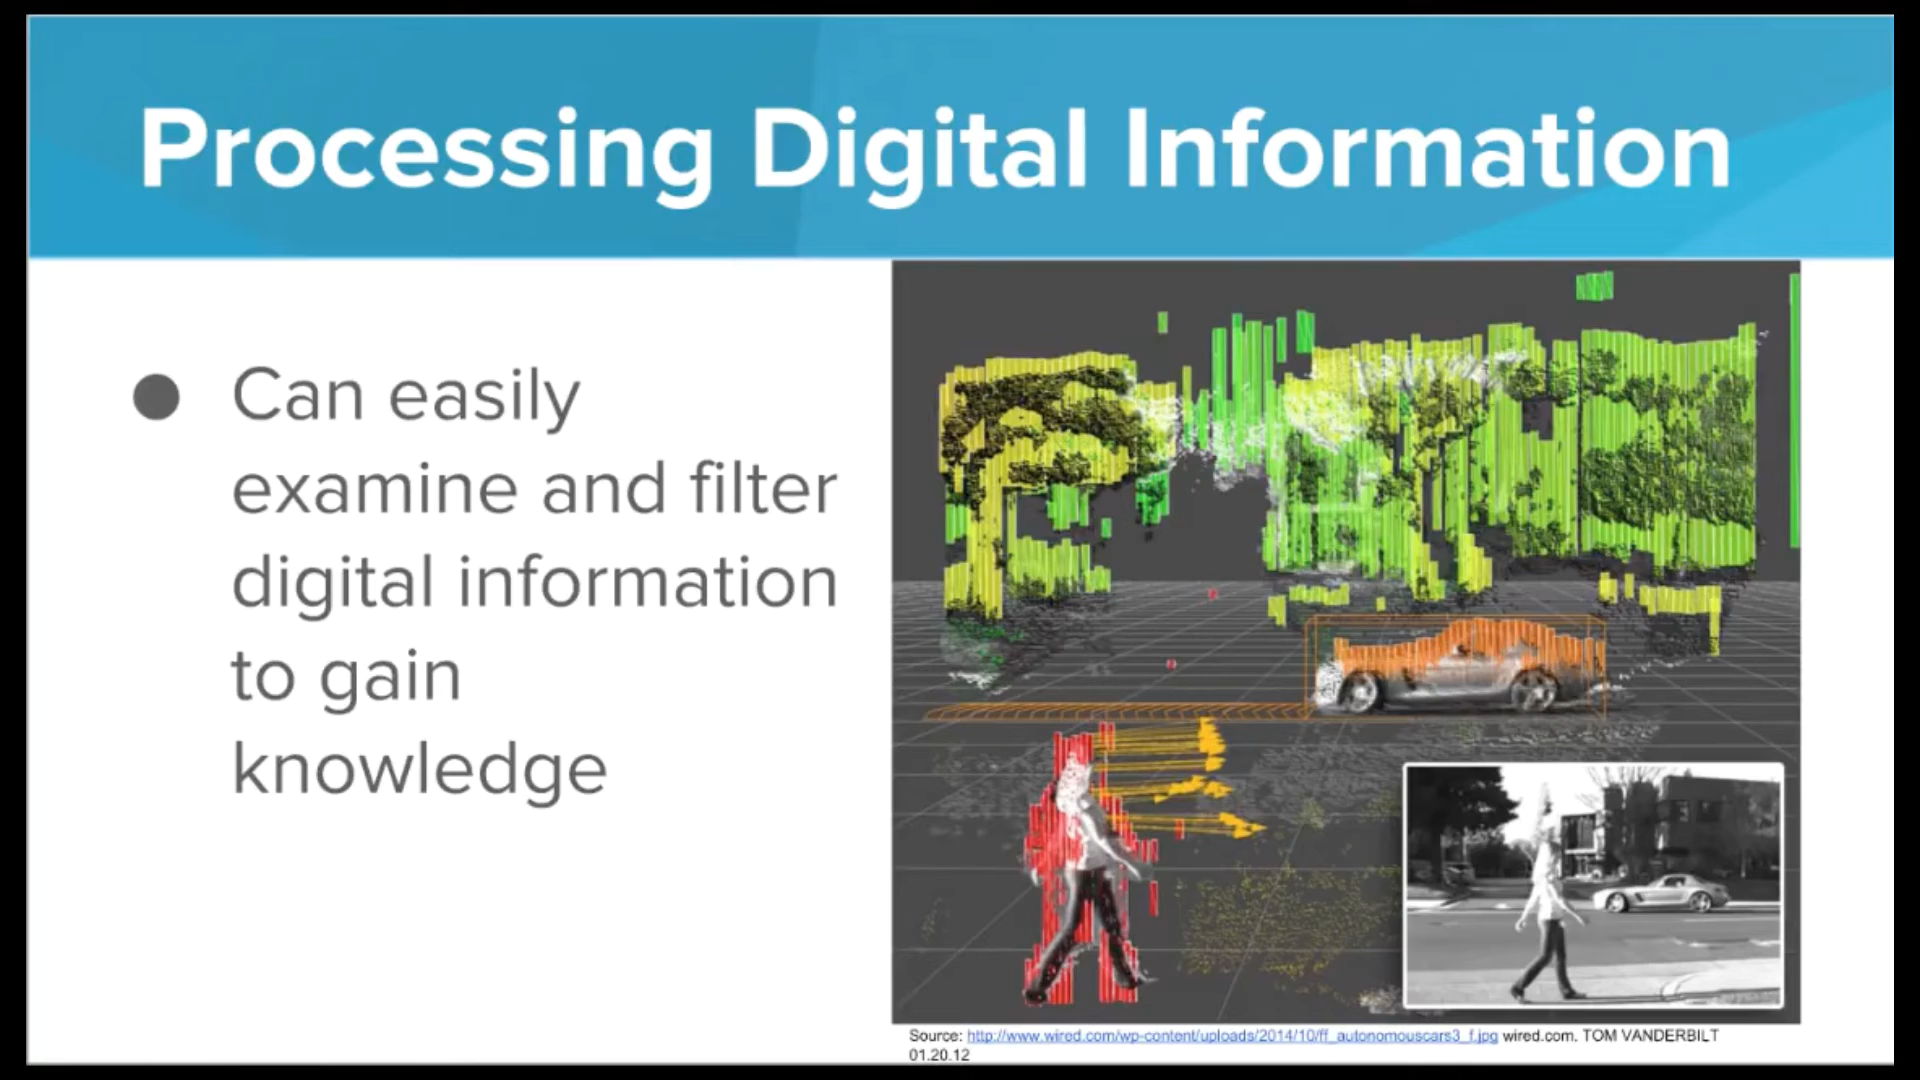 Processing Digital Information
● Can easily
examine and filter
digital information
to gain
knowledge
Source: http://www.wired.com/wp-content/uploads/2014/10/ff_autonomouscars3_f.jpg wired.com. TOM VANDERBILT
01.20.12